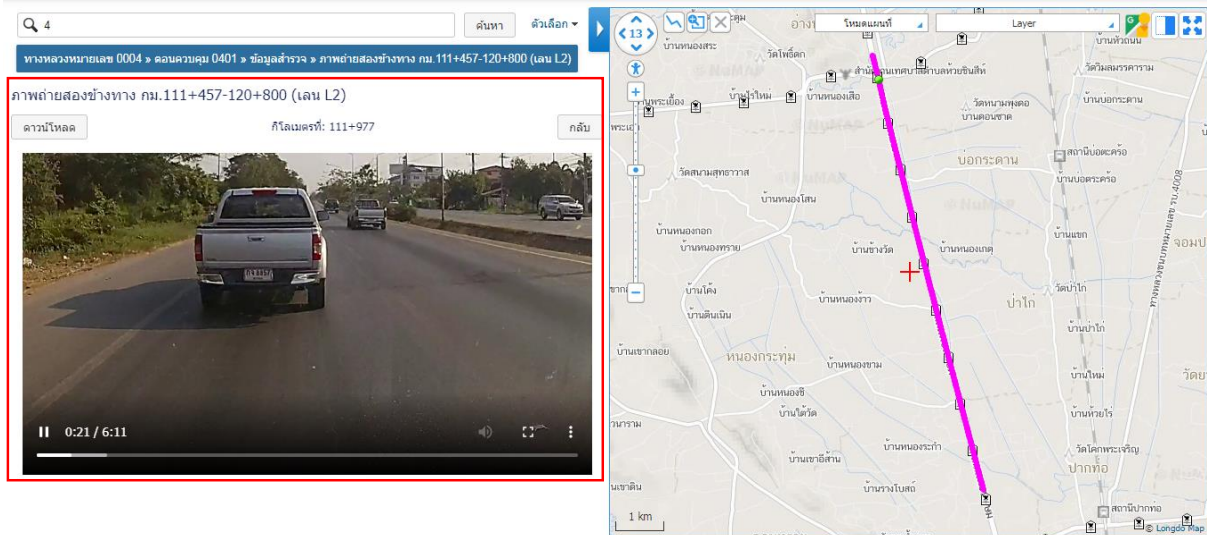 4
ค้นหา
ตัวเลือก
ทางหลวงหมายเลข 0004 » ตอนควบคุม 0401 » ข้อมูลสำรวจ » ภาพถ่ายสองข้างทาง กม.111+457-120+800 (เลน L2)
ภาพถ่ายสองข้างทาง กม.111+457-120+800 (เลน L2)
ดาวน์โหลด
กิโลเมตรที่: 111+977
กลับ
0:21 / 6:11
13
โหมดแผนที่
Layer
บ้านหนองสระ
วัดโพธิ์ดก
บ้านหัวถนน
วัดวิมลมรรคาราม
บ้านไร่ใหม่
บ้านหนองเสือ
วัดหนามพุงดอ
บ้านดอนชาด
บ้านบ่อกระดาน
วัดสนามสุทธาวาส
บ่อกระดาน
สถานีบ่อตะคร้อ
บ้านบ่อตะคร้อ
บ้านหนองโสน
บ้านหนองกอก
บ้านหนองทราย
บ้านช้างวัด
บ้านหนองเกตุ
บ้านแขก
ทางหลวงชนบทหมายเลข รบ.4008
บ้านโค้ง
บ้านหนองจ้าว
ป่าไก่
วัดป่าไก่
บ้านดินเนิน
บ้านป่าไก่
บ้านเขากลอย
หนองกระทุ่ม
บ้านหนองขาม
บ้านใหม่
บ้านหนองซิ
บ้านใต้วัด
บ้านห้วยไร่
บ้านหนองระกำ
วัดโคกพระเจริญ
บ้านเขาอีส้าน
ปากท่อ
บ้านรางโบสถ์
สถานีปากท่อ
1 km
© Longdo Map